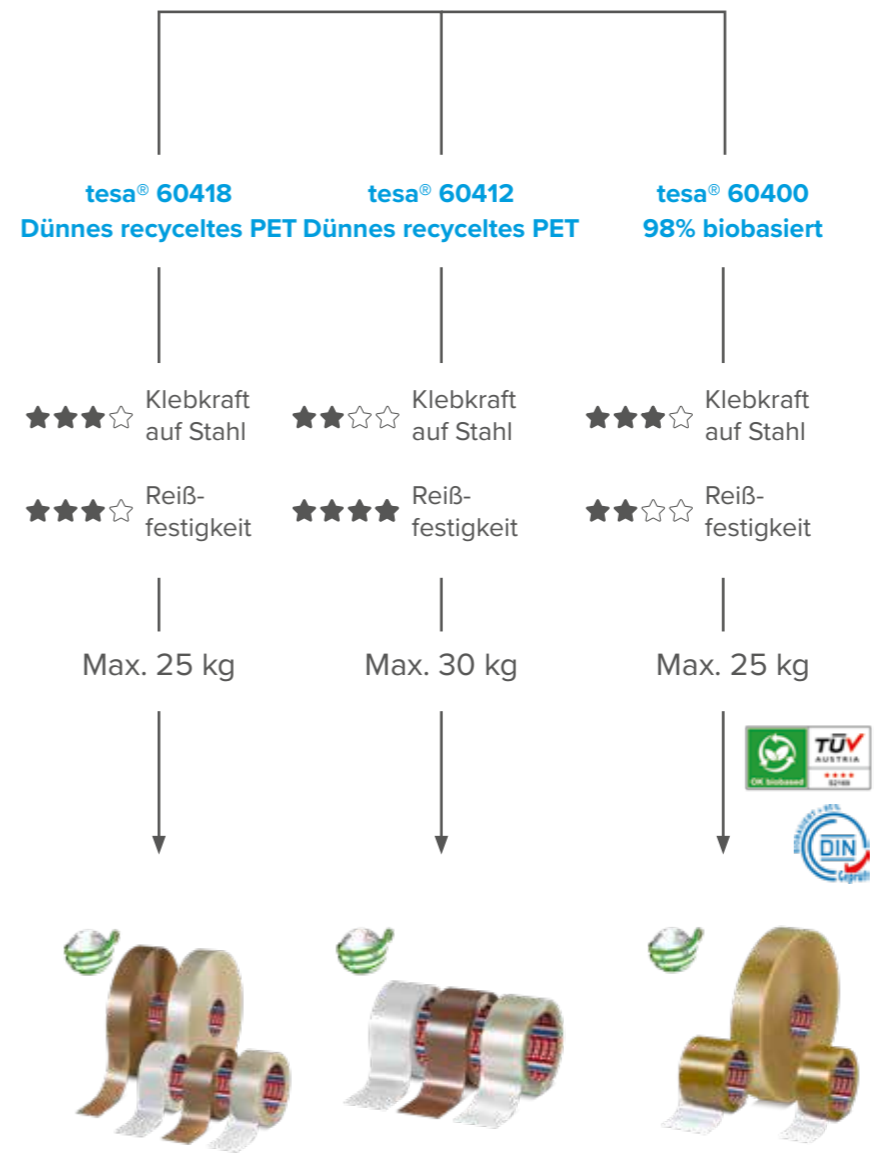 tesa® 60418
Dünnes recyceltes PET
tesa® 60412
Dünnes recyceltes PET
tesa® 60400
98% biobasiert
Klebkraft
auf Stahl
Reiß-
festigkeit
Klebkraft
auf Stahl
Reiß-
festigkeit
Klebkraft
auf Stahl
Reiß-
festigkeit
Max. 25 kg
Max. 30 kg
Max. 25 kg
OK biobased
TÜV
AUSTRIA
DIN
Geprüft